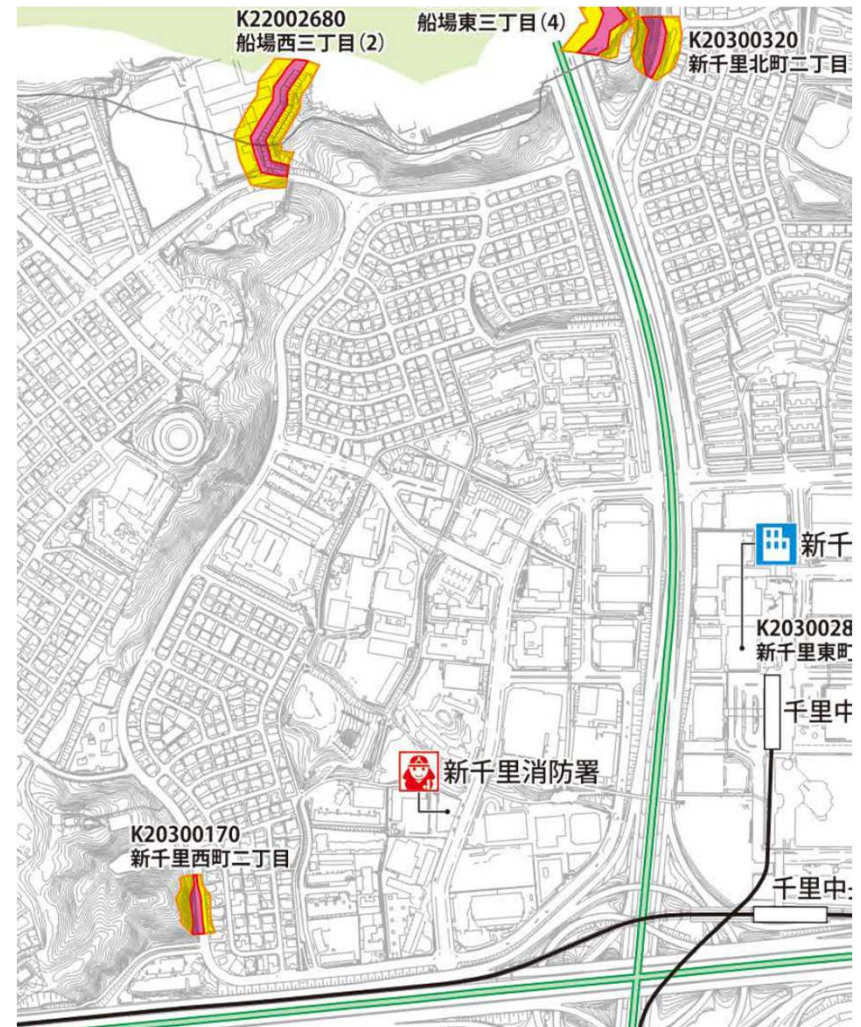 K22002680
船場西三丁目(2)
船場東三丁目(4)
K20300320
新千里北町二丁目
新千
K2030028
新千里東町
千里中
新千里消防署
K20300170
新千里西町二丁目
千里中